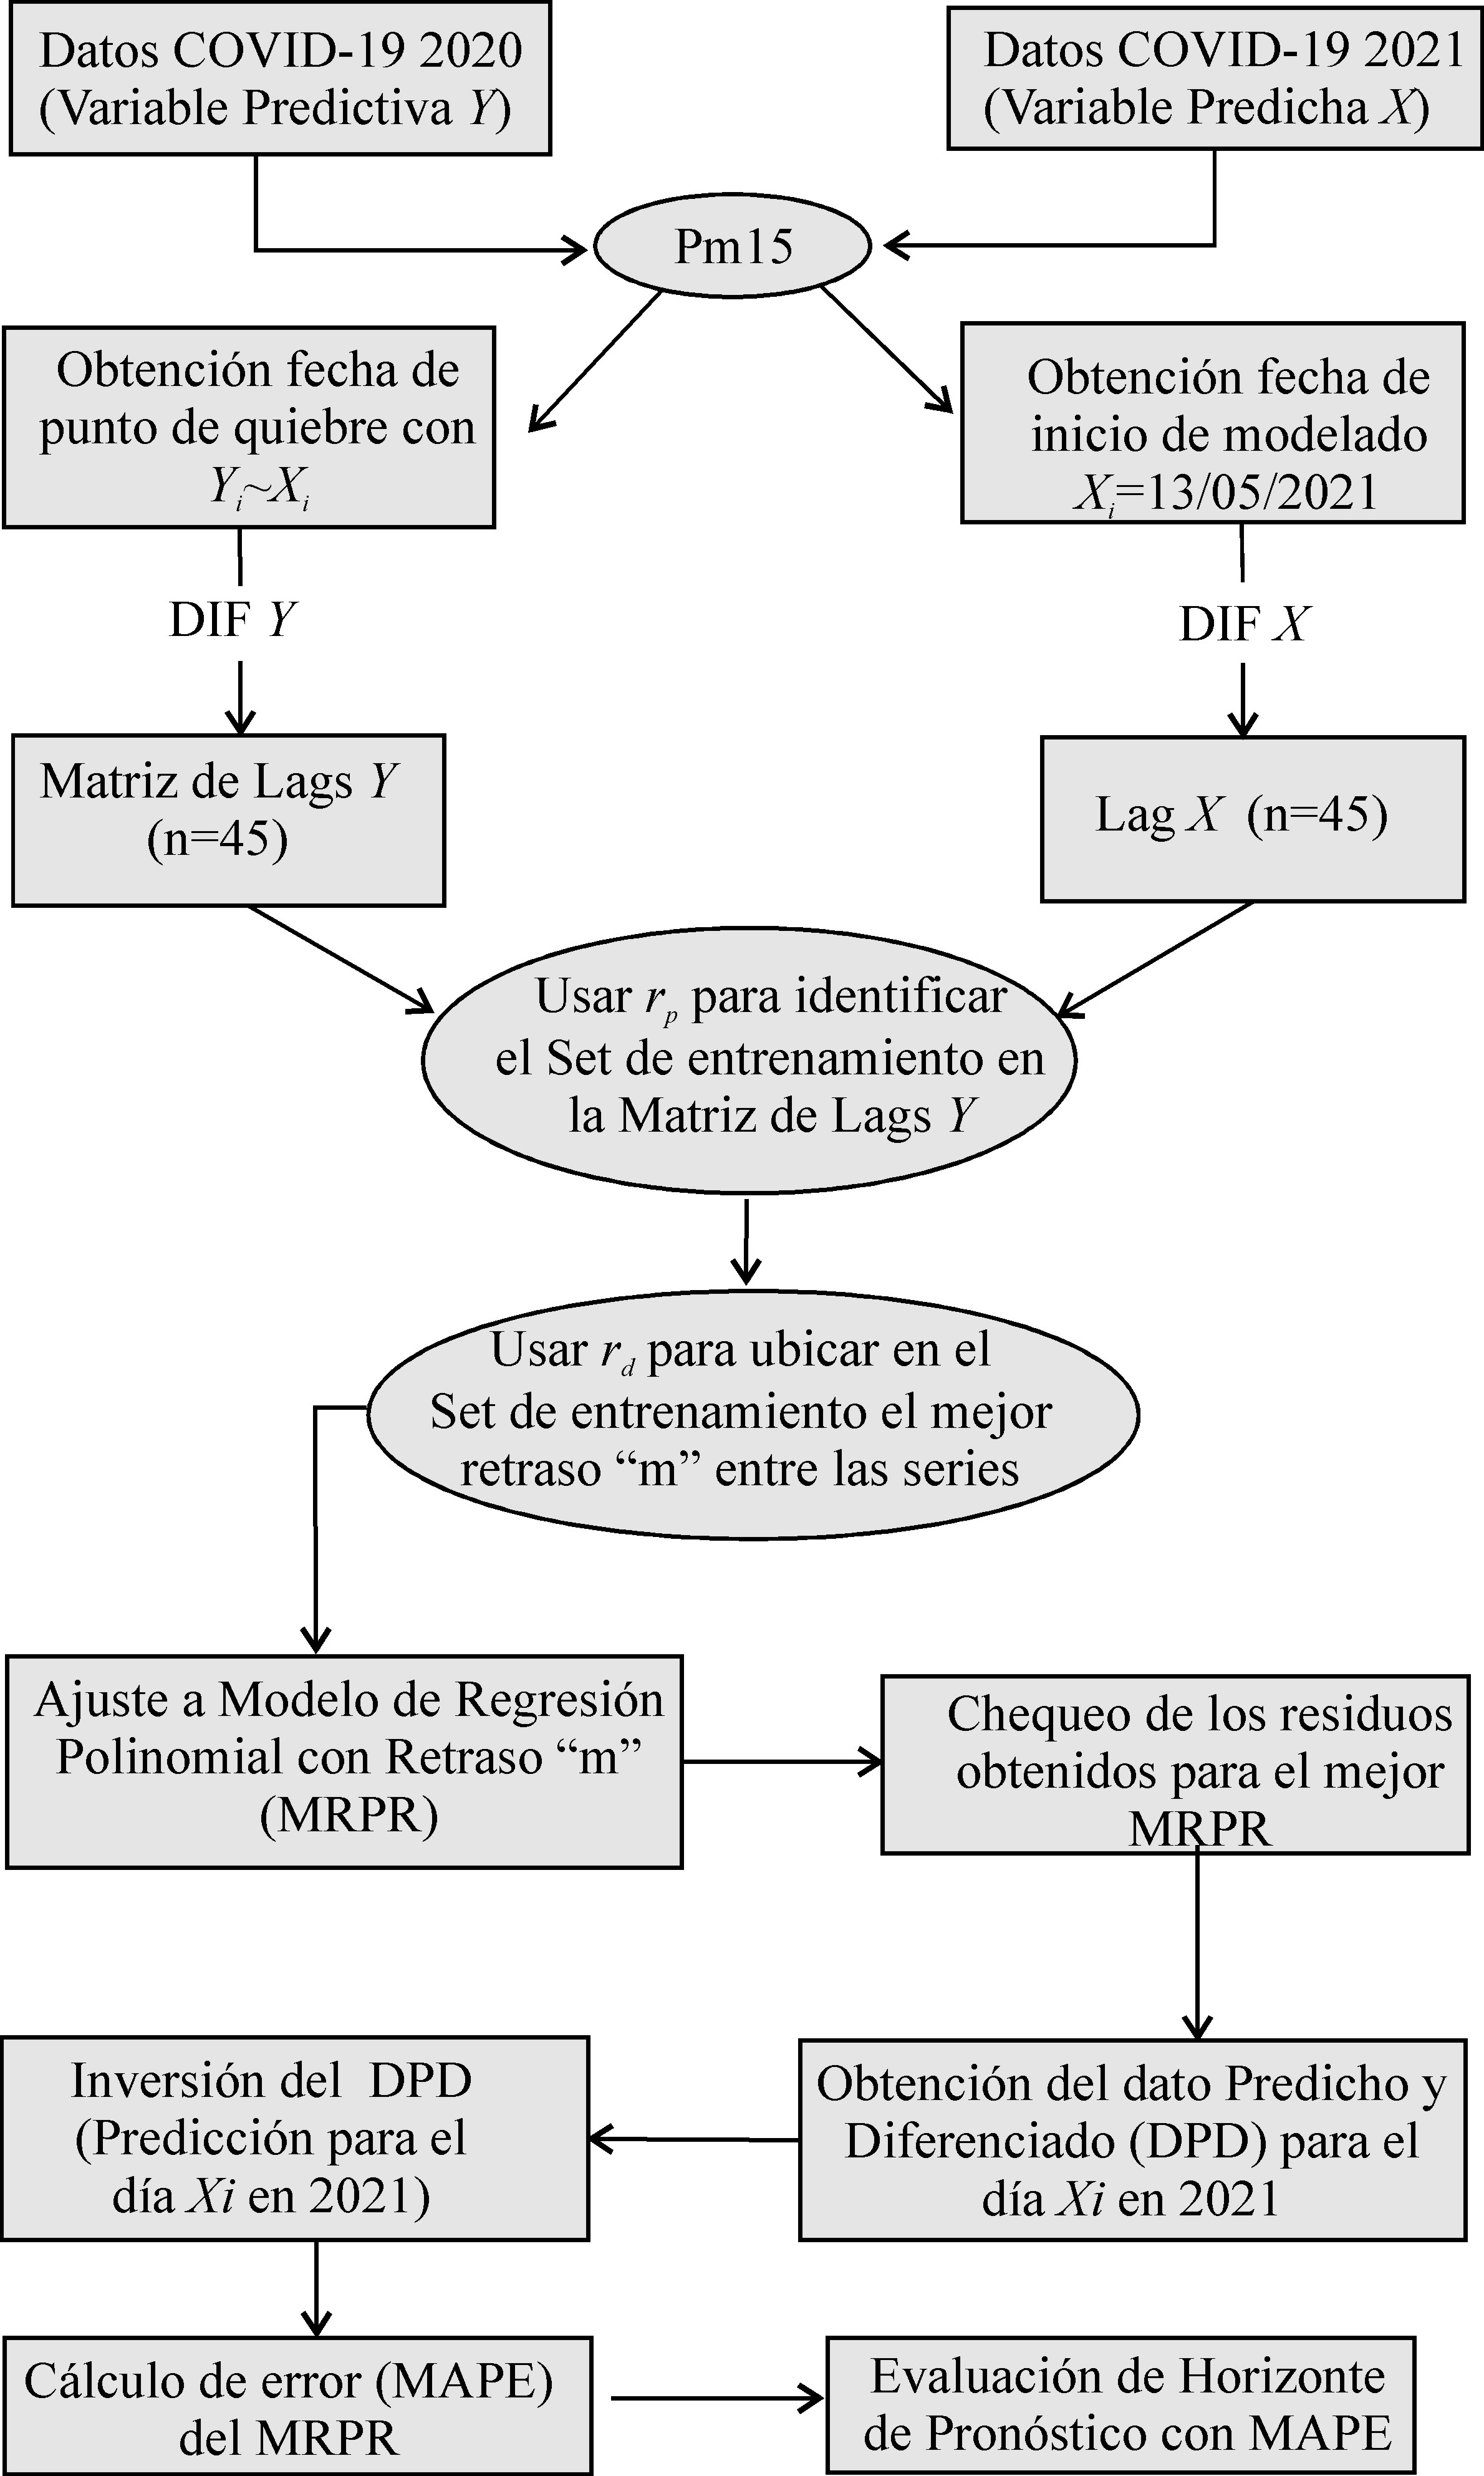 Datos COVID-19 2020
(Variable Predictiva Y)
Datos COVID-19 2021
(Variable Predicha X)
Pm15
Obtención fecha de
punto de quiebre con
Yi~Xi
Obtención fecha de
inicio de modelado
Xi=13/05/2021
DIF Y
DIF X
Matriz de Lags Y
(n=45)
Lag X (n=45)
Usar rp para identificar
el Set de entrenamiento en
la Matriz de Lags Y
Usar rd para ubicar en el
Set de entrenamiento el mejor
retraso “m” entre las series
Ajuste a Modelo de Regresión
Polinomial con Retraso “m”
(MRPR)
Chequeo de los residuos
obtenidos para el mejor
MRPR
Obtención del dato Predicho y
Diferenciado (DPD) para el
día Xi en 2021
Inversión del DPD
(Predicción para el
día Xi en 2021)
Cálculo de error (MAPE)
del MRPR
Evaluación de Horizonte
de Pronóstico con MAPE